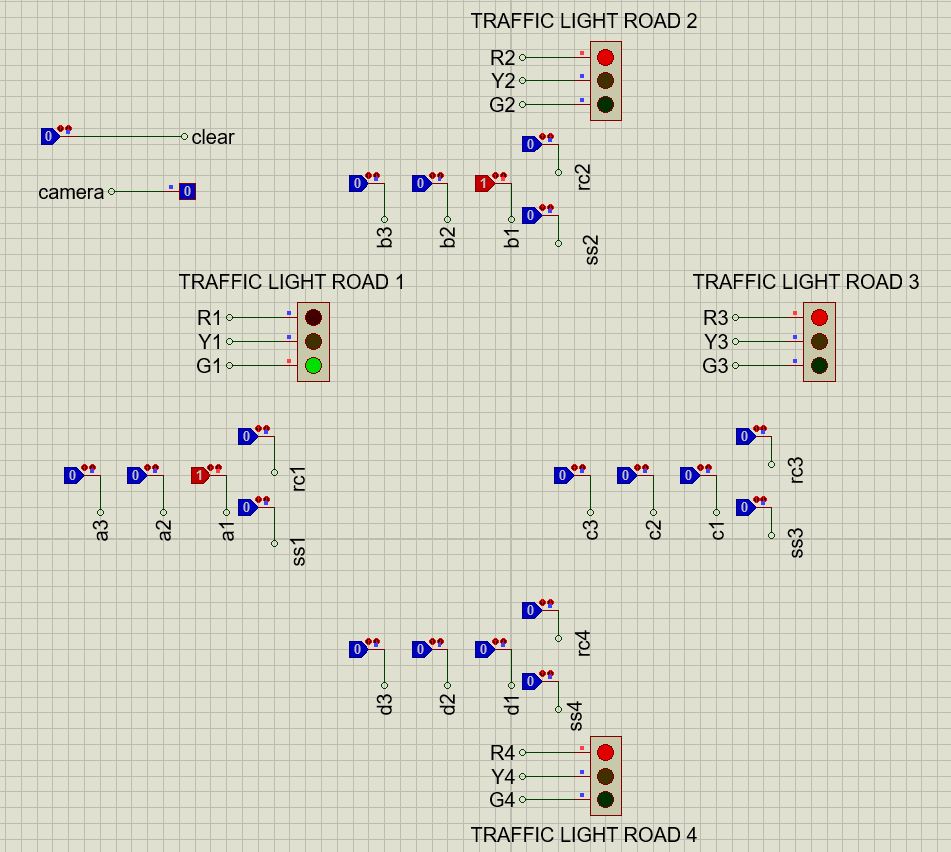 TRAFFIC LIGHT ROAD 2
R2
Y2
G2
0 clear
camera 0
0 rc2
0 b3
0 b2
1 b1
0 ss2
TRAFFIC LIGHT ROAD 1
R1
Y1
G1
TRAFFIC LIGHT ROAD 3
R3
Y3
G3
0 rc1
0 a3
0 a2
1 a1
0 ss1
0 rc3
0 c3
0 c2
0 c1
0 ss3
0 rc4
0 d3
0 d2
0 d1
0 ss4
R4
Y4
G4
TRAFFIC LIGHT ROAD 4